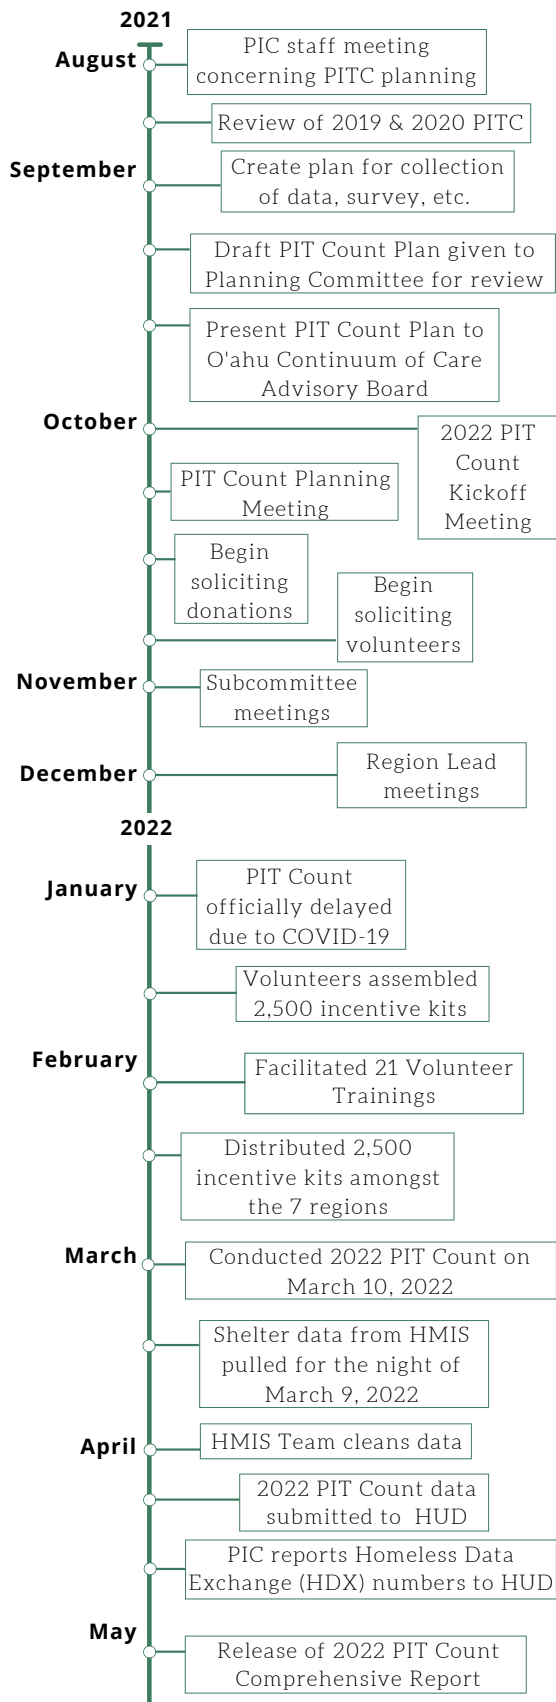 2021
August
PIC staff meeting
concerning PITC planning
Review of 2019 & 2020 PITC
September
Create plan for collection
of data, survey, etc.
Draft PIT Count Plan given to
Planning Committee for review
Present PIT Count Plan to
O'ahu Continuum of Care
Advisory Board
October
2022 PIT
Count
Kickoff
Meeting
PIT Count Planning
Meeting
Begin
soliciting
donations
Begin
soliciting
volunteers
November
Subcommittee
meetings
December
Region Lead
meetings
2022
January
PIT Count
officially delayed
due to COVID-19
Volunteers assembled
2,500 incentive kits
February
Facilitated 21 Volunteer
Trainings
Distributed 2,500
incentive kits amongst
the 7 regions
March
Conducted 2022 PIT Count on
March 10, 2022
Shelter data from HMIS
pulled for the night of
March 9, 2022
April
HMIS Team cleans data
2022 PIT Count data
submitted to HUD
PIC reports Homeless Data
Exchange (HDX) numbers to HUD
May
Release of 2022 PIT Count
Comprehensive Report